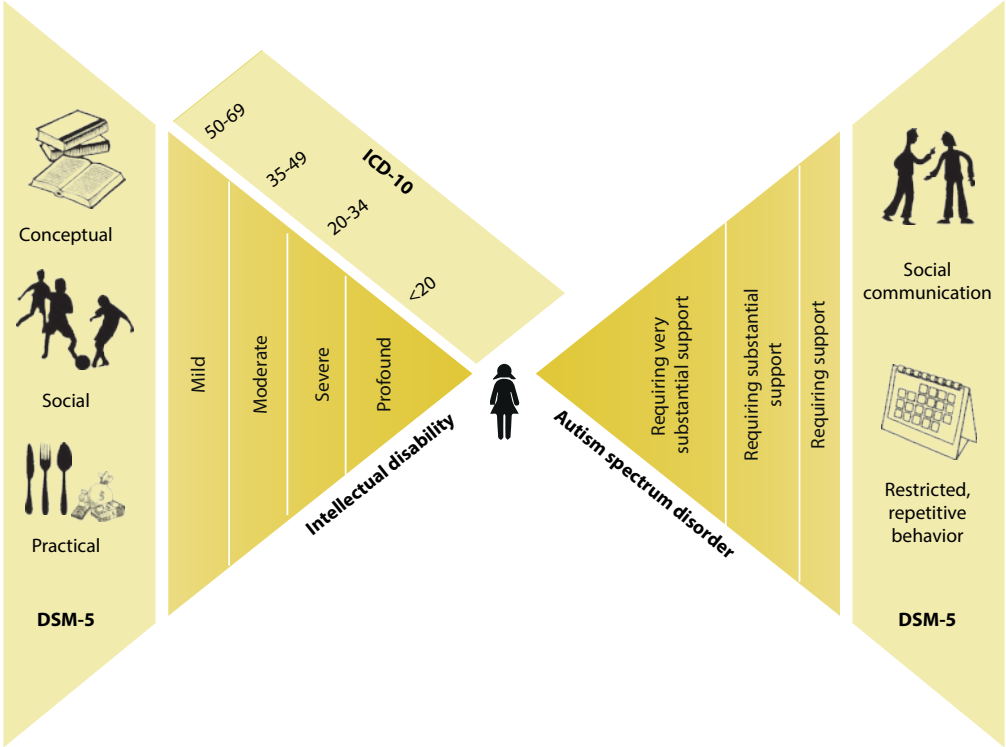 Conceptual
Social
Practical
DSM-5
50-69
35-49
20-34
<20
ICD-10
Mild
Moderate
Severe
Profound
Intellectual disability
Requiring very
substantial support
Requiring substantial
support
Requiring support
Autism spectrum disorder
Social
communication
Restricted,
repetitive
behavior
DSM-5
$